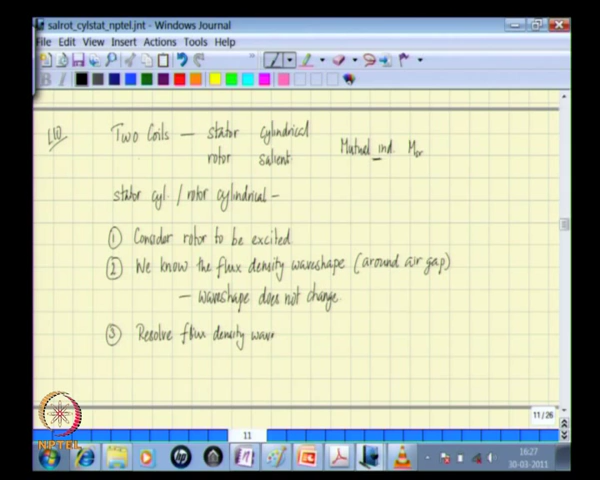 salrot_cylstat_nptel.jnt - Windows Journal
File Edit View Insert Actions Tools Help
L10 Two Coils — stator cylindrical
rotor salient
Mutual ind. Msr
stator cyl. / rotor cylindrical -
① Consider rotor to be excited
② We know the flux density waveshape (around air gap)
- waveshape does not change.
③ Resolve flux density wave
11/26
11
NPTEL
16:27
30-03-2011